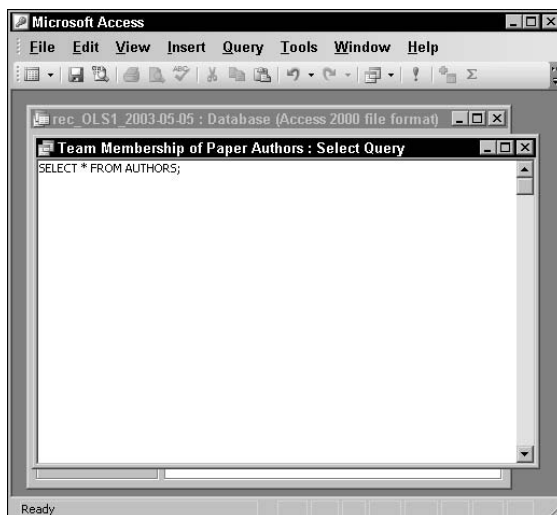 Microsoft Access
File Edit View Insert Query Tools Window Help
rec_OLS1_2003-05-05 : Database (Access 2000 file format)
Team Membership of Paper Authors : Select Query
SELECT * FROM AUTHORS;
Ready